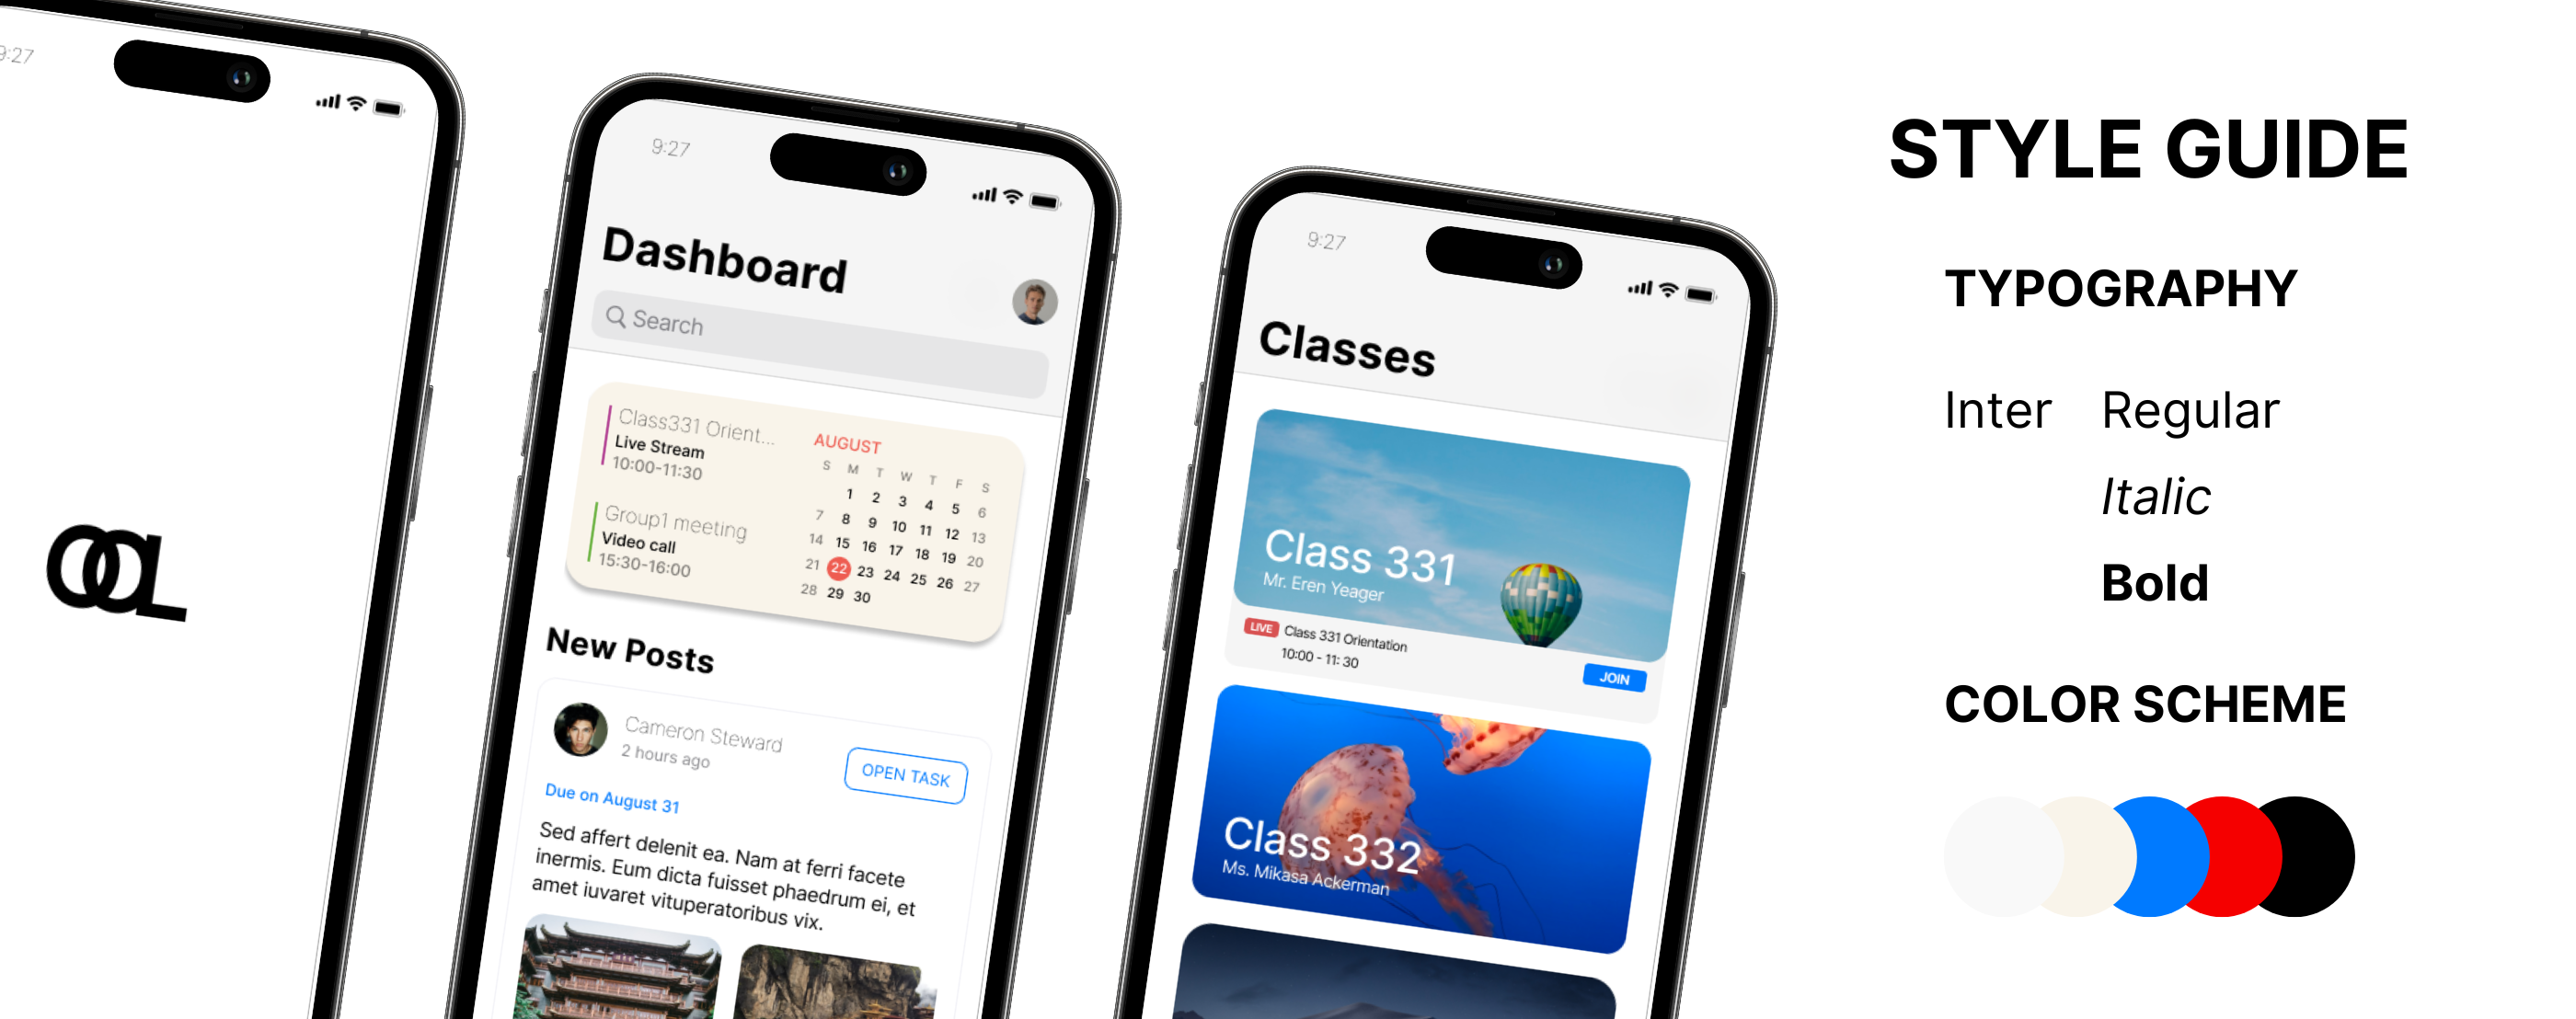 9:27
OOL
9:27
Dashboard
Search
Class331 Orient...
Live Stream
10:00-11:30
Group1 meeting
Video call
15:30-16:00
AUGUST
S M T W T F S
1 2 3 4 5 6
7 8 9 10 11 12 13
14 15 16 17 18 19 20
21 22 23 24 25 26 27
28 29 30
New Posts
Cameron Steward
2 hours ago
OPEN TASK
Due on August 31
Sed affert delenit ea. Nam at ferri facete
inermis. Eum dicta fuisset phaedrum ei, et
amet iuvaret vituperatoribus vix.
9:27
Classes
Class 331
Mr. Eren Yeager
LIVE Class 331 Orientation
10:00 - 11: 30
JOIN
Class 332
Ms. Mikasa Ackerman
STYLE GUIDE
TYPOGRAPHY
Inter Regular
Italic
Bold
COLOR SCHEME